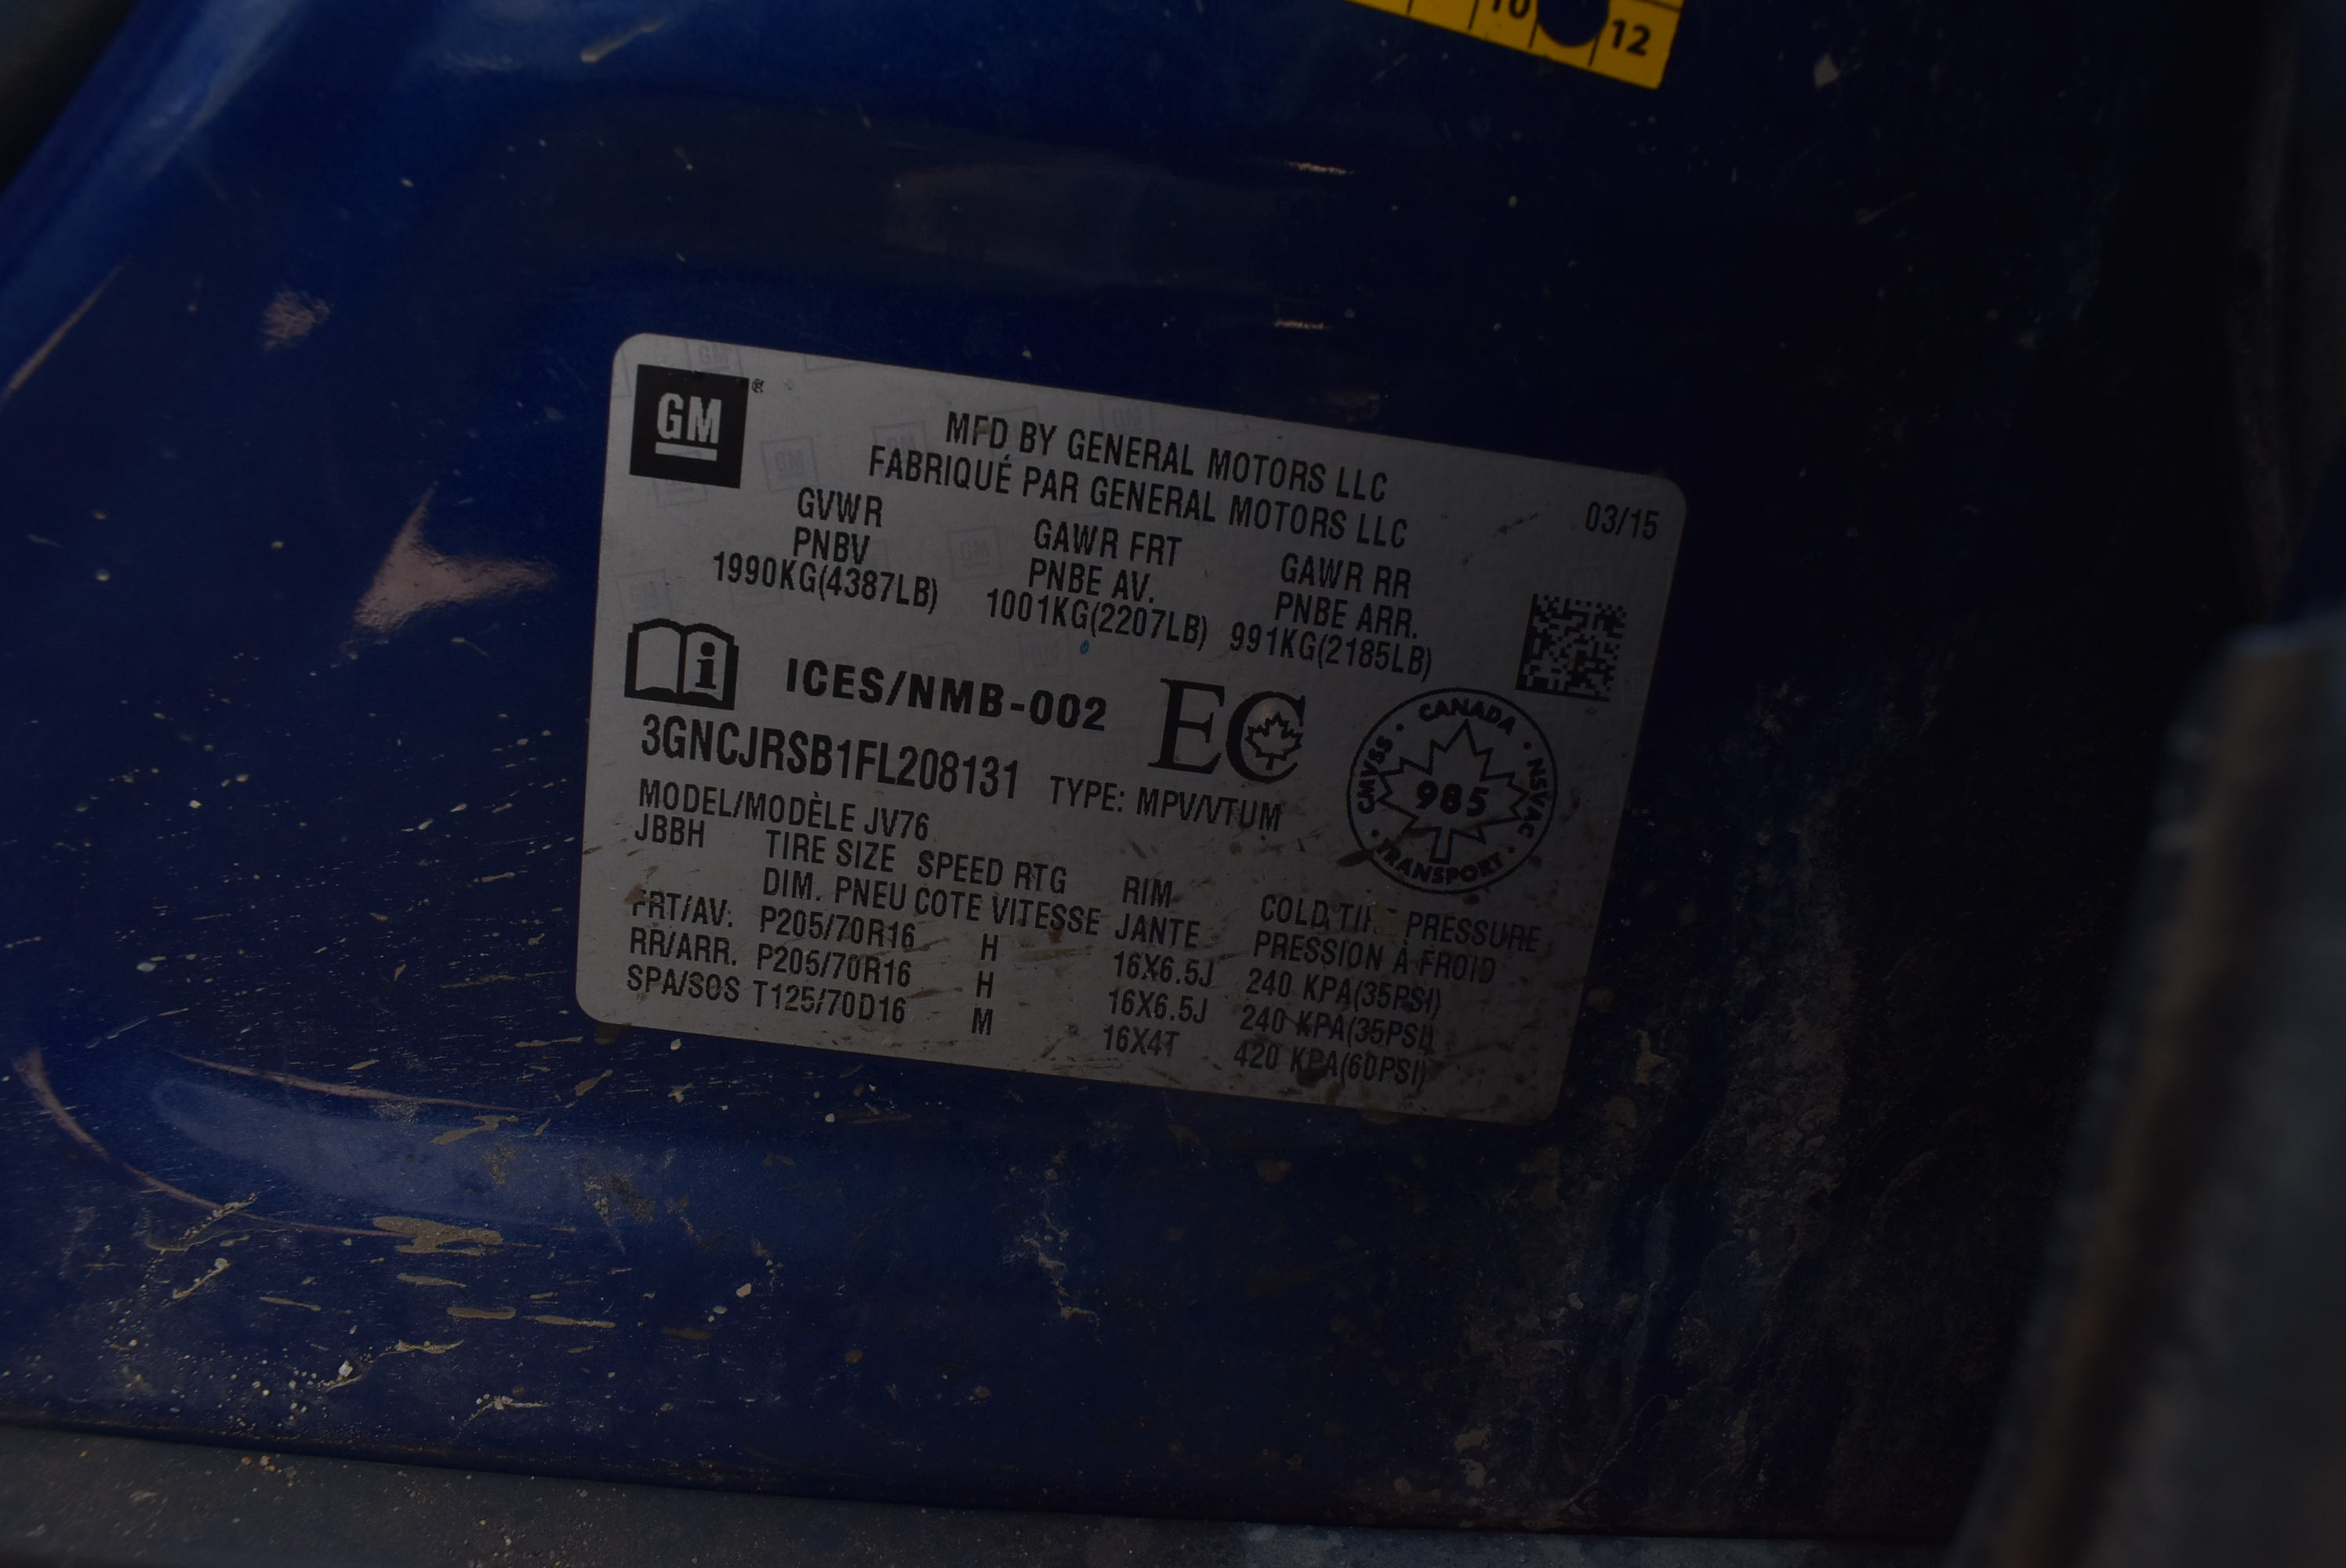 10 12
GM ®
MFD BY GENERAL MOTORS LLC
FABRIQUÉ PAR GENERAL MOTORS LLC
03/15
GVWR GAWR FRT GAWR RR
PNBV PNBE AV. PNBE ARR.
1990KG(4387LB) 1001KG(2207LB) 991KG(2185LB)
i ICES/NMB-002 EC
CANADA · NSVAC · TRANSPORT · CMVSS ·
985
3GNCJRSB1FL208131 TYPE: MPV/VTUM
MODEL/MODÈLE JV76
JBBH TIRE SIZE SPEED RTG RIM COLD TIRE PRESSURE
DIM. PNEU COTE VITESSE JANTE PRESSION À FROID
FRT/AV: P205/70R16 H 16X6.5J 240 KPA(35PSI)
RR/ARR. P205/70R16 H 16X6.5J 240 KPA(35PSI)
SPA/SOS T125/70D16 M 16X4T 420 KPA(60PSI)